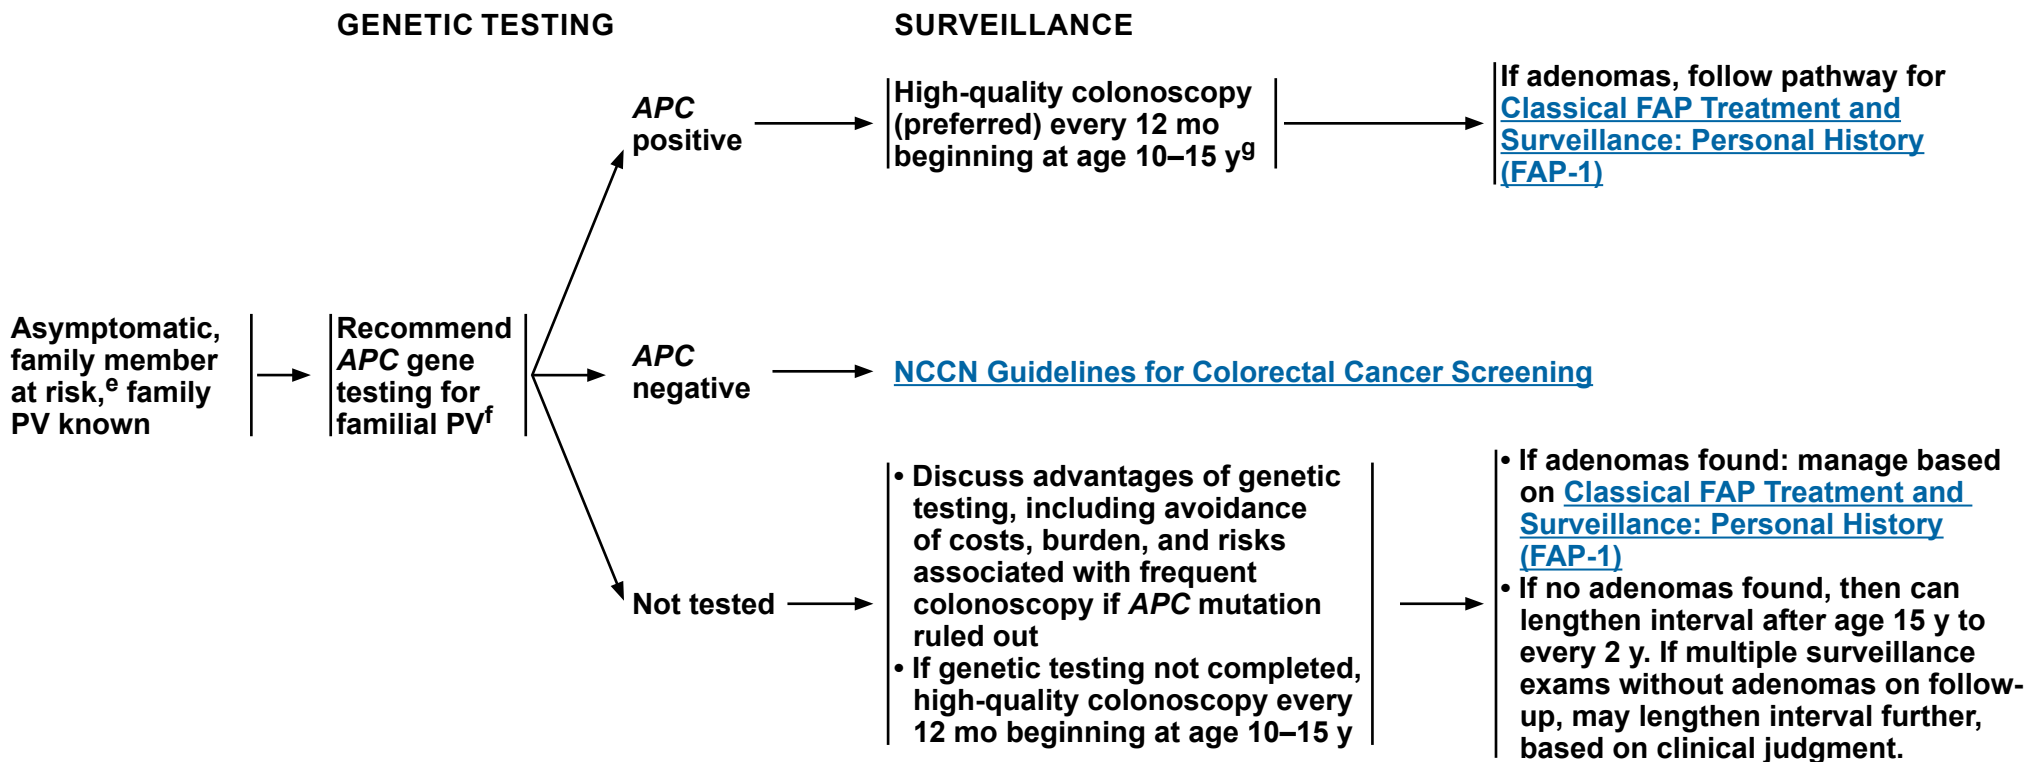 GENETIC TESTING
SURVEILLANCE
Asymptomatic,
family member
at risk,e family
PV known
Recommend
APC gene
testing for
familial PVf
APC
positive
High-quality colonoscopy
(preferred) every 12 mo
beginning at age 10–15 yg
If adenomas, follow pathway for
Classical FAP Treatment and
Surveillance: Personal History
(FAP-1)
APC
negative
NCCN Guidelines for Colorectal Cancer Screening
Not tested
• Discuss advantages of genetic
testing, including avoidance
of costs, burden, and risks
associated with frequent
colonoscopy if APC mutation
ruled out
• If genetic testing not completed,
high-quality colonoscopy every
12 mo beginning at age 10–15 y
• If adenomas found: manage based
on Classical FAP Treatment and
Surveillance: Personal History
(FAP-1)
• If no adenomas found, then can
lengthen interval after age 15 y to
every 2 y. If multiple surveillance
exams without adenomas on follow-
up, may lengthen interval further,
based on clinical judgment.